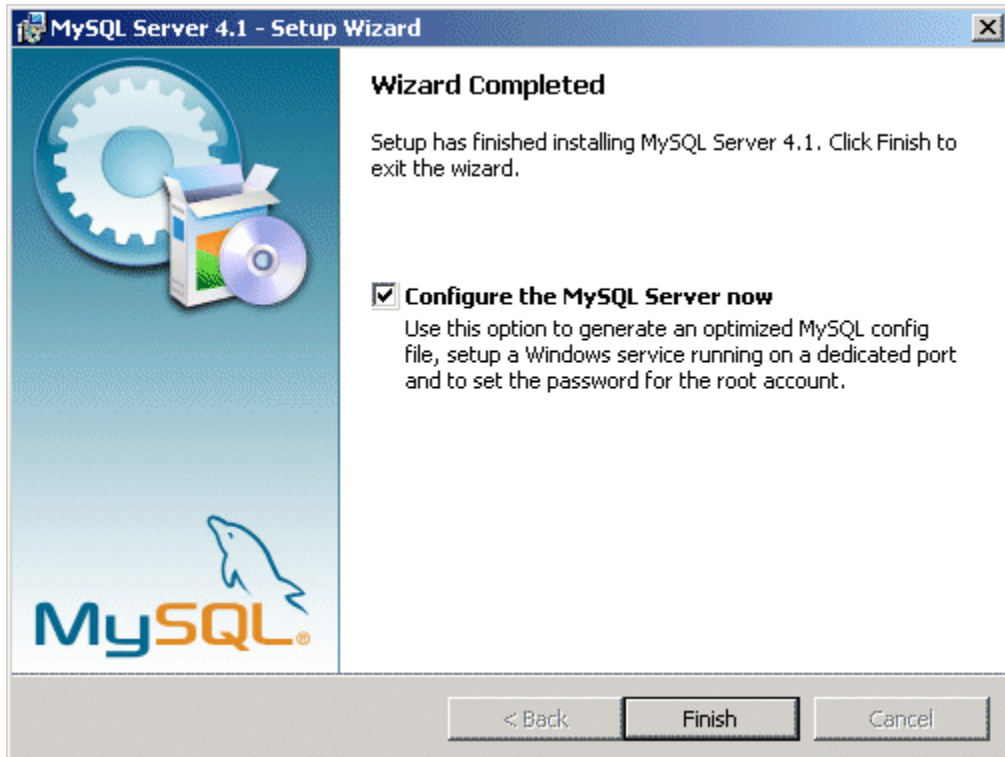 MySQL Server 4.1 - Setup Wizard
Wizard Completed
Setup has finished installing MySQL Server 4.1. Click Finish to
exit the wizard.
Configure the MySQL Server now
Use this option to generate an optimized MySQL config
file, setup a Windows service running on a dedicated port
and to set the password for the root account.
MySQL®
< Back
Finish
Cancel